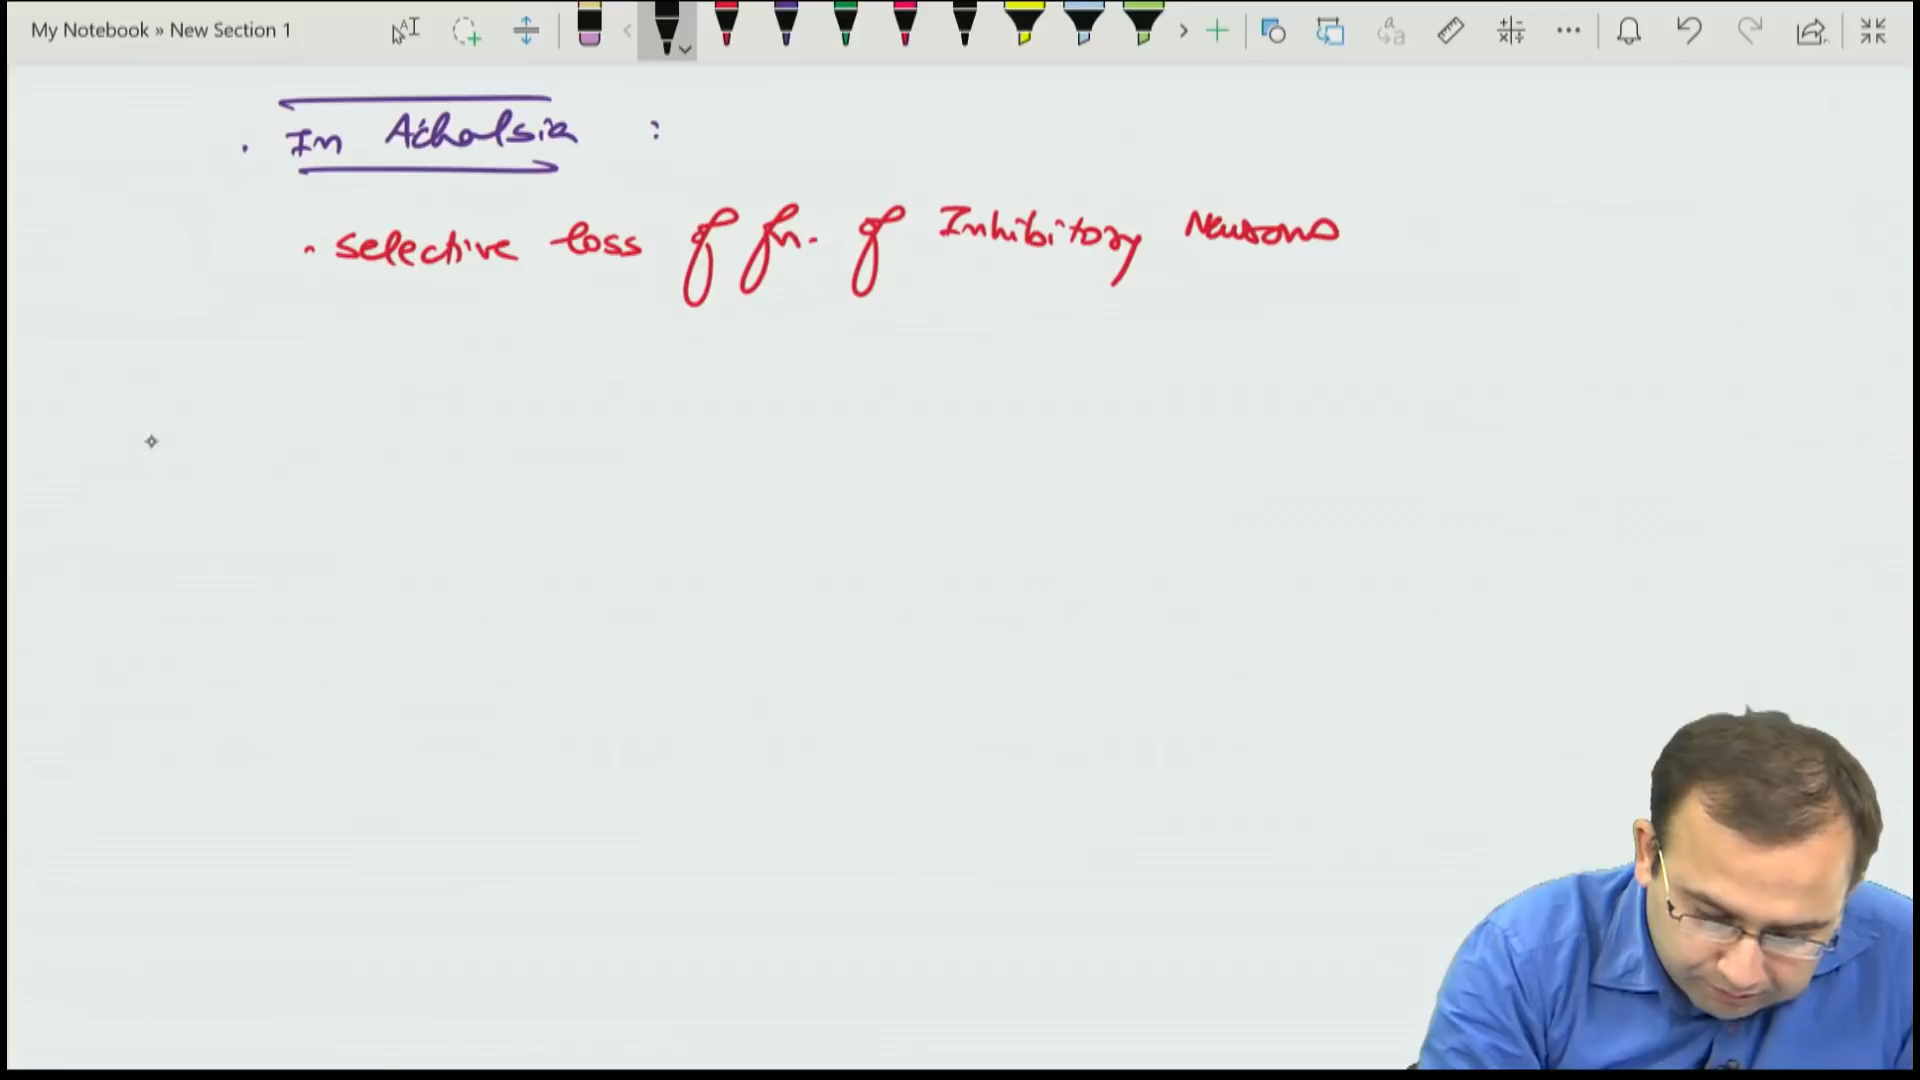 My Notebook » New Section 1
. In Achalsia :
. selective loss of fn. of Inhibitory Neurons